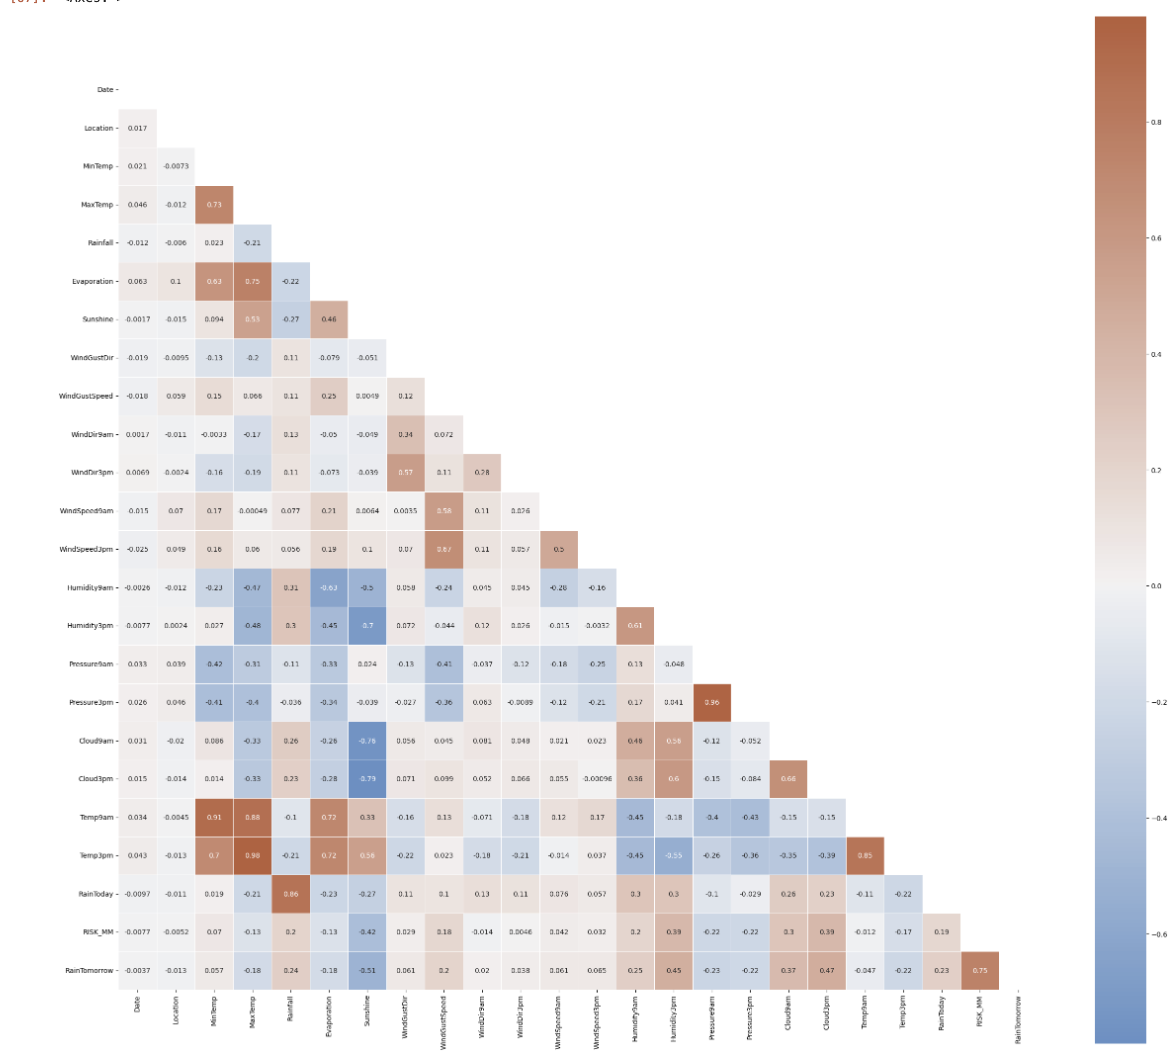 Date
Location 0.017
MinTemp 0.021 -0.0073
MaxTemp 0.046 -0.012 0.73
Rainfall -0.012 -0.006 0.023 -0.21
Evaporation 0.063 0.1 0.63 0.75 -0.22
Sunshine -0.0017 -0.015 0.094 0.53 -0.27 0.46
WindGustDir -0.019 -0.0095 -0.13 -0.2 0.11 -0.079 -0.051
WindGustSpeed -0.018 0.059 0.15 0.066 0.11 0.25 0.0049 0.12
WindDir9am 0.0017 -0.011 -0.0033 -0.17 0.13 -0.05 -0.049 0.34 0.072
WindDir3pm 0.0069 -0.0024 -0.16 -0.19 0.11 -0.073 -0.039 0.57 0.11 0.28
WindSpeed9am -0.015 0.07 0.17 0.00049 0.077 0.21 0.0064 0.0035 0.58 0.11 0.026
WindSpeed3pm -0.025 0.049 0.16 0.06 0.056 0.19 0.1 0.07 0.67 0.11 0.057 0.5
Humidity9am -0.0026 -0.012 -0.23 -0.47 0.31 -0.63 -0.5 0.058 -0.24 0.045 0.045 -0.28 -0.16
Humidity3pm -0.0077 0.0024 0.027 -0.48 0.3 -0.45 -0.7 0.072 -0.044 0.12 0.026 -0.015 -0.0032 0.61
Pressure9am 0.033 0.039 -0.42 -0.31 -0.11 -0.33 0.024 -0.13 -0.41 -0.037 -0.12 -0.18 -0.25 0.13 -0.048
Pressure3pm 0.026 0.046 -0.41 -0.4 -0.036 -0.34 -0.039 -0.027 -0.36 0.063 -0.0089 -0.12 -0.21 0.17 0.041 0.96
Cloud9am 0.031 -0.02 0.086 -0.33 0.26 -0.26 -0.76 0.056 0.045 0.081 0.048 0.021 0.023 0.46 0.56 -0.12 -0.052
Cloud3pm 0.015 -0.014 0.014 -0.33 0.23 -0.28 -0.79 0.071 0.099 0.052 0.066 0.055 -0.00096 0.36 0.6 -0.15 -0.084 0.66
Temp9am 0.034 -0.0045 0.91 0.88 -0.1 0.72 0.33 -0.16 0.13 -0.071 -0.18 0.12 0.17 -0.45 -0.18 -0.4 -0.43 -0.15 -0.15
Temp3pm 0.043 -0.013 0.7 0.98 -0.21 0.72 0.56 -0.22 0.023 -0.18 -0.21 -0.014 0.037 -0.45 -0.55 -0.26 -0.36 -0.35 -0.39 0.85
RainToday -0.0097 -0.011 0.019 -0.21 0.86 -0.23 -0.27 0.11 0.1 0.13 0.11 0.076 0.057 0.3 0.3 -0.1 -0.029 0.26 0.23 -0.11 -0.22
RISK_MM -0.0077 -0.0052 0.07 -0.13 0.2 -0.13 -0.42 0.029 0.18 -0.014 0.0046 0.042 0.032 0.2 0.39 -0.22 -0.22 0.3 0.39 -0.012 -0.17 0.19
RainTomorrow -0.0037 -0.013 0.057 -0.18 0.24 -0.18 -0.51 0.061 0.2 0.02 0.038 0.061 0.065 0.25 0.45 -0.23 -0.22 0.37 0.47 -0.047 -0.22 0.23 0.75
Date Location MinTemp MaxTemp Rainfall Evaporation Sunshine WindGustDir WindGustSpeed WindDir9am WindDir3pm WindSpeed9am WindSpeed3pm Humidity9am Humidity3pm Pressure9am Pressure3pm Cloud9am Cloud3pm Temp9am Temp3pm RainToday RISK_MM RainTomorrow
0.8
0.6
0.4
0.2
0.0
−0.2
−0.4
−0.6